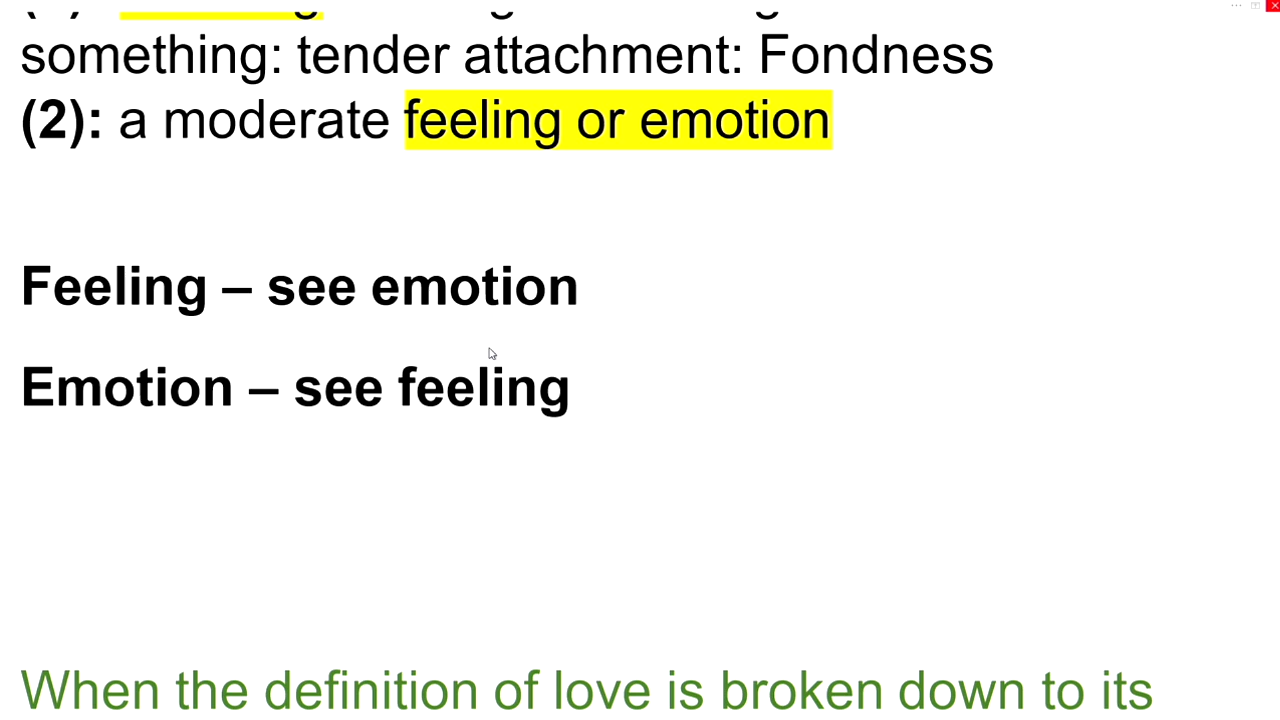 something: tender attachment: Fondness
(2): a moderate feeling or emotion
Feeling – see emotion
Emotion – see feeling
When the definition of love is broken down to its